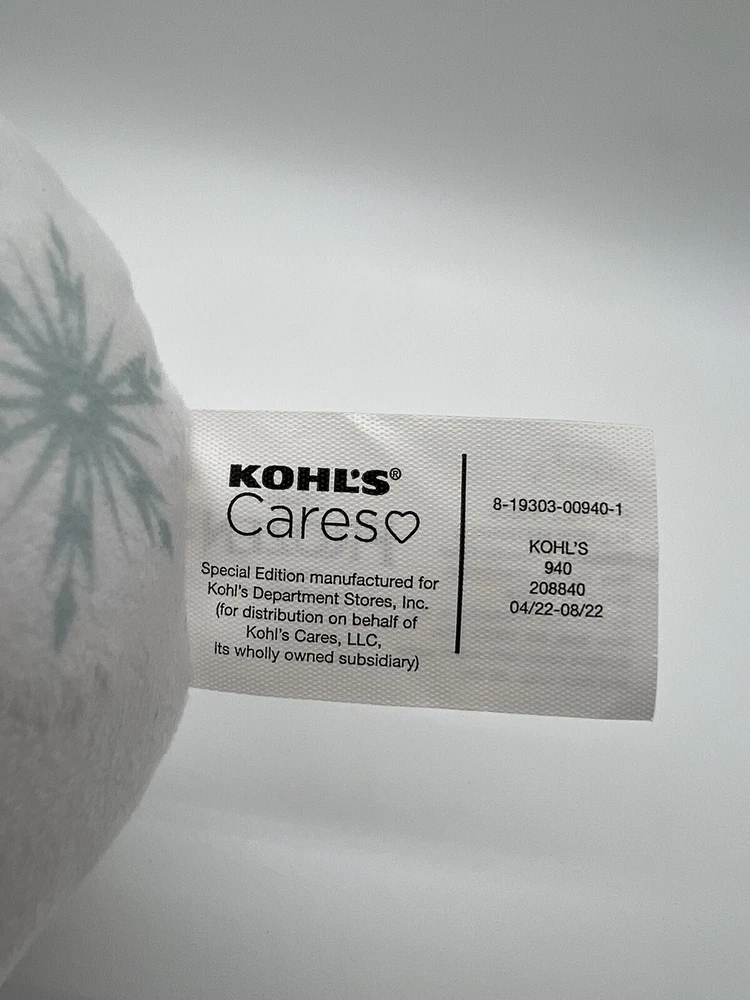 KOHL'S®
Cares♡
Special Edition manufactured for
Kohl's Department Stores, Inc.
(for distribution on behalf of
Kohl's Cares, LLC,
Its wholly owned subsidiary)
8-19303-00940-1
KOHL'S
940
208840
04/22-08/22